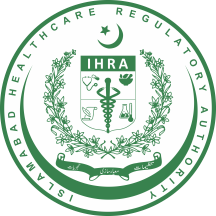 ISLAMABAD HEALTHCARE REGULATORY AUTHORITY
IHRA